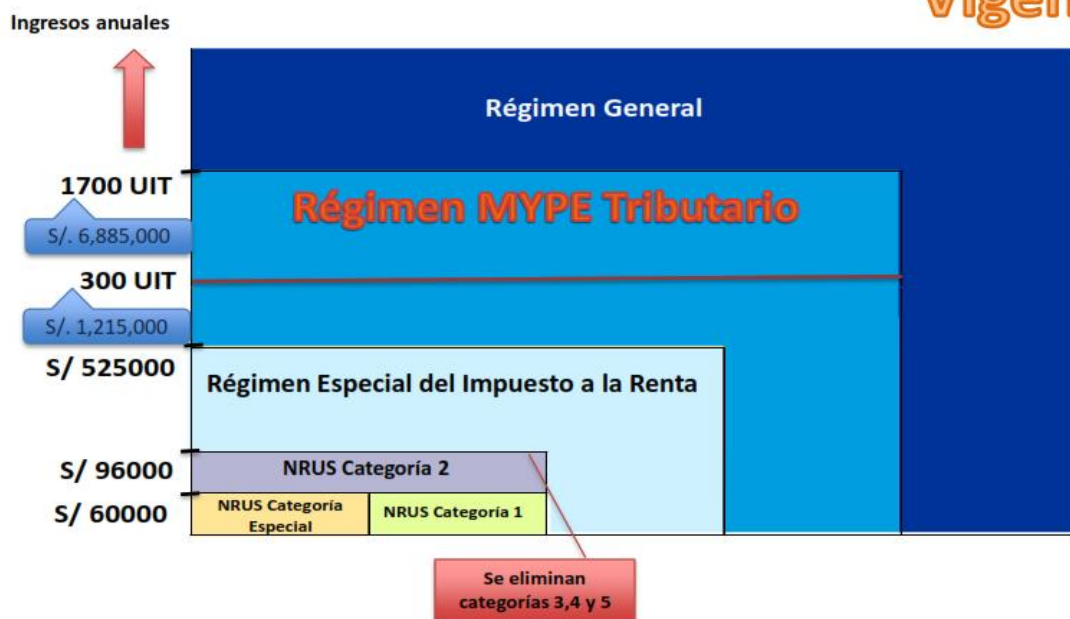 Vigen
Ingresos anuales
Régimen General
1700 UIT
Régimen MYPE Tributario
S/. 6,885,000
300 UIT
S/. 1,215,000
S/ 525000
Régimen Especial del Impuesto a la Renta
S/ 96000
NRUS Categoría 2
S/ 60000
NRUS Categoría
Especial
NRUS Categoría 1
Se eliminan
categorías 3,4 y 5